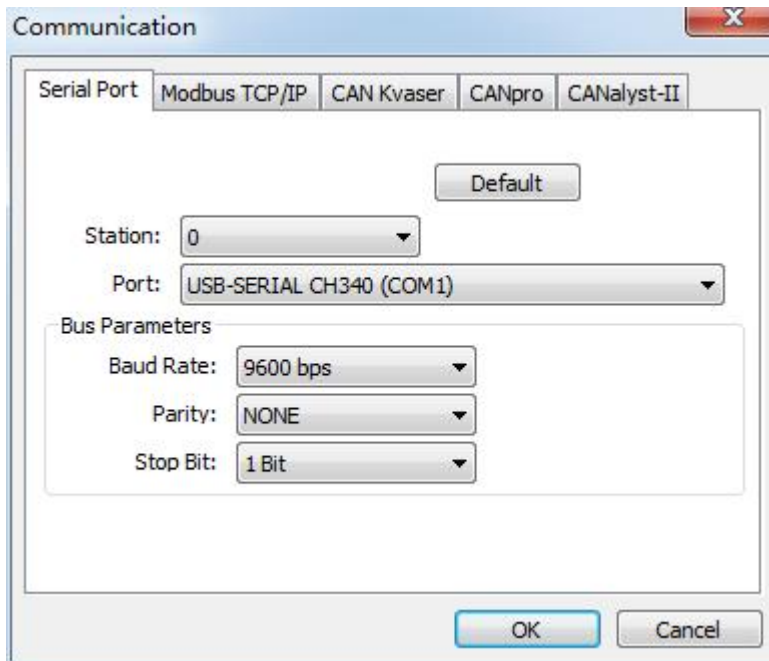 Communication
Serial Port Modbus TCP/IP CAN Kvaser CANpro CANalyst-II
Default
Station: 0
Port: USB-SERIAL CH340 (COM1)
Bus Parameters
Baud Rate: 9600 bps
Parity: NONE
Stop Bit: 1 Bit
OK Cancel